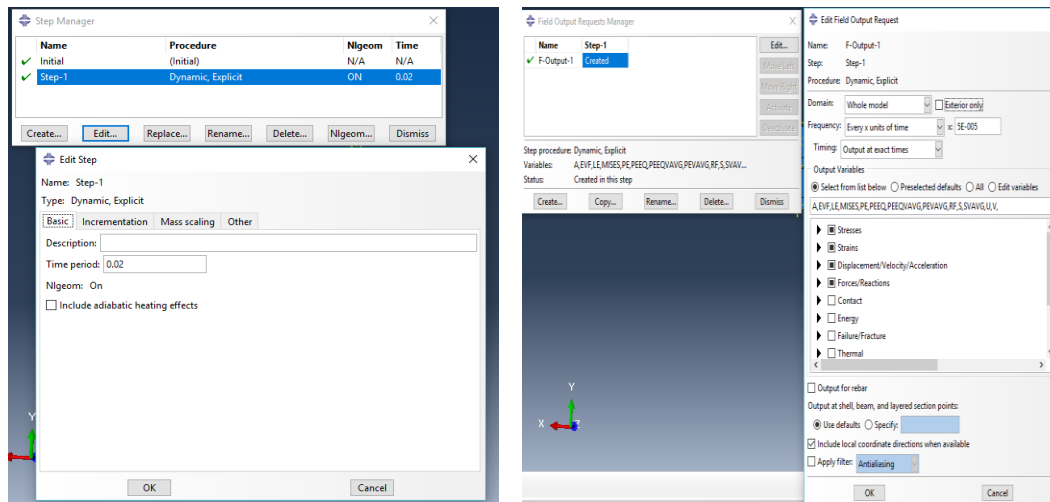 Step Manager
Name Procedure Nlgeom Time
Initial (Initial) N/A N/A
Step-1 Dynamic, Explicit ON 0.02
Create... Edit... Replace... Rename... Delete... Nlgeom... Dismiss
Edit Step
Name: Step-1
Type: Dynamic, Explicit
Basic Incrementation Mass scaling Other
Description:
Time period: 0.02
Nlgeom: On
Include adiabatic heating effects
Y
OK Cancel
Field Output Requests Manager
Name Step-1
F-Output-1 Created
Edit...
Move Left
Move Right
Activate
Deactivate
Step procedure: Dynamic, Explicit
Variables: A,EVF,LE,MISES,PE,PEEQ,PEEQVAVG,PEVAVG,RF,S,SVAV...
Status: Created in this step
Create... Copy... Rename... Delete... Dismiss
Y
X Z
Edit Field Output Request
Name: F-Output-1
Step: Step-1
Procedure: Dynamic, Explicit
Domain: Whole model Exterior only
Frequency: Every x units of time x: 5E-005
Timing: Output at exact times
Output Variables
Select from list below Preselected defaults All Edit variables
A,EVF,LE,MISES,PE,PEEQ,PEEQVAVG,PEVAVG,RF,S,SVAVG,U,V,
Stresses
Strains
Displacement/Velocity/Acceleration
Forces/Reactions
Contact
Energy
Failure/Fracture
Thermal
Output for rebar
Output at shell, beam, and layered section points:
Use defaults Specify:
Include local coordinate directions when available
Apply filter: Antialiasing
OK Cancel